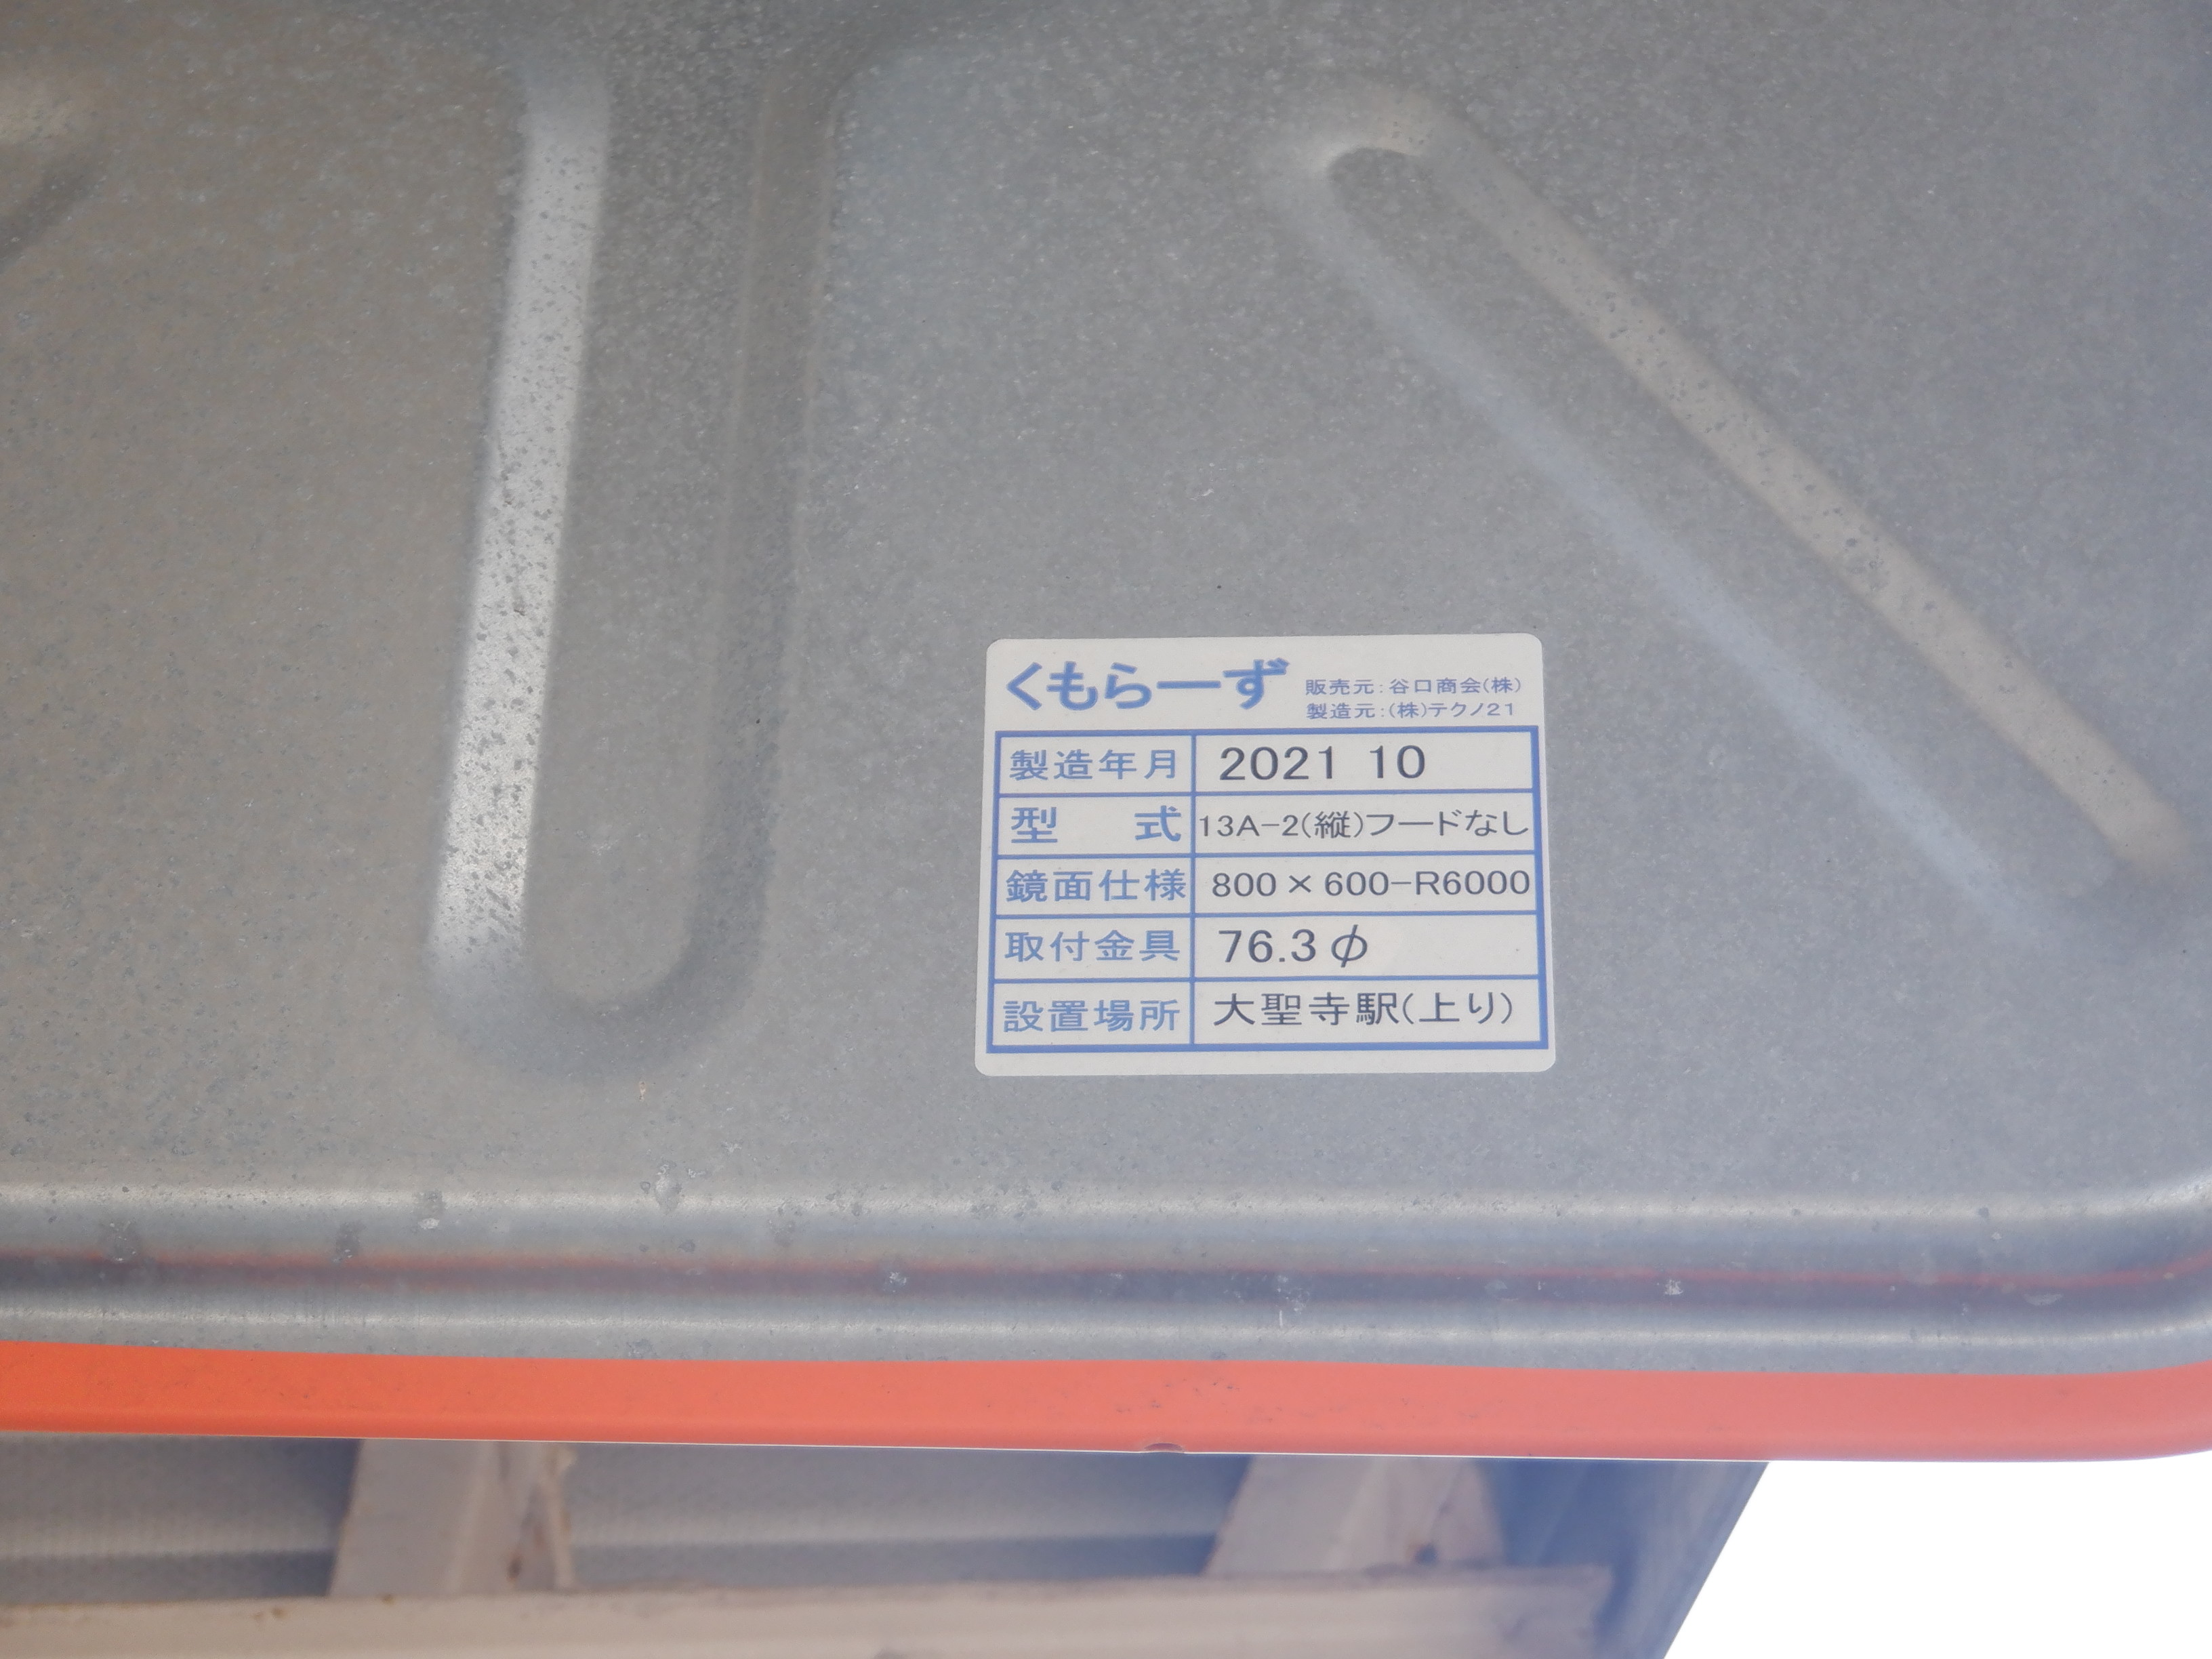 くもらーず
販売元:谷口商会(株)
製造元:(株)テクノ21
製造年月 2021 10
型 式 13A-2(縦)フードなし
鏡面仕様 800×600-R6000
取付金具 76.3φ
設置場所 大聖寺駅(上り)